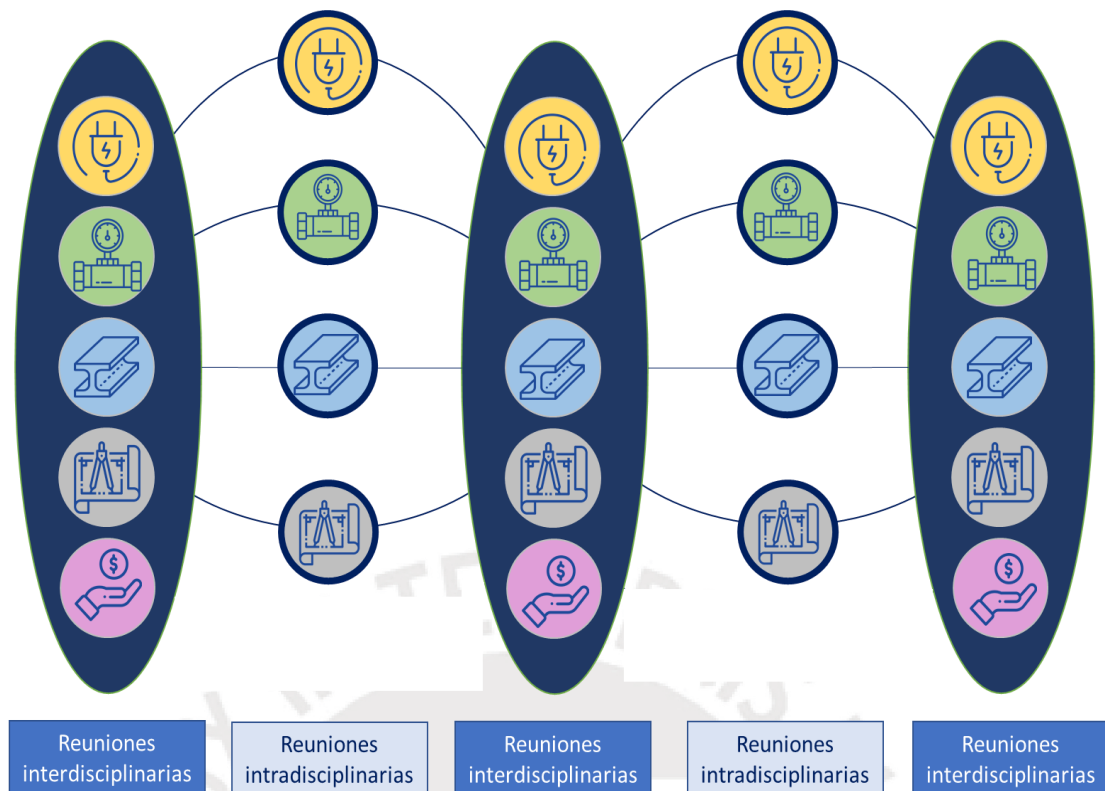 $
$
$
Reuniones
interdisciplinarias
Reuniones
intradisciplinarias
Reuniones
interdisciplinarias
Reuniones
intradisciplinarias
Reuniones
interdisciplinarias